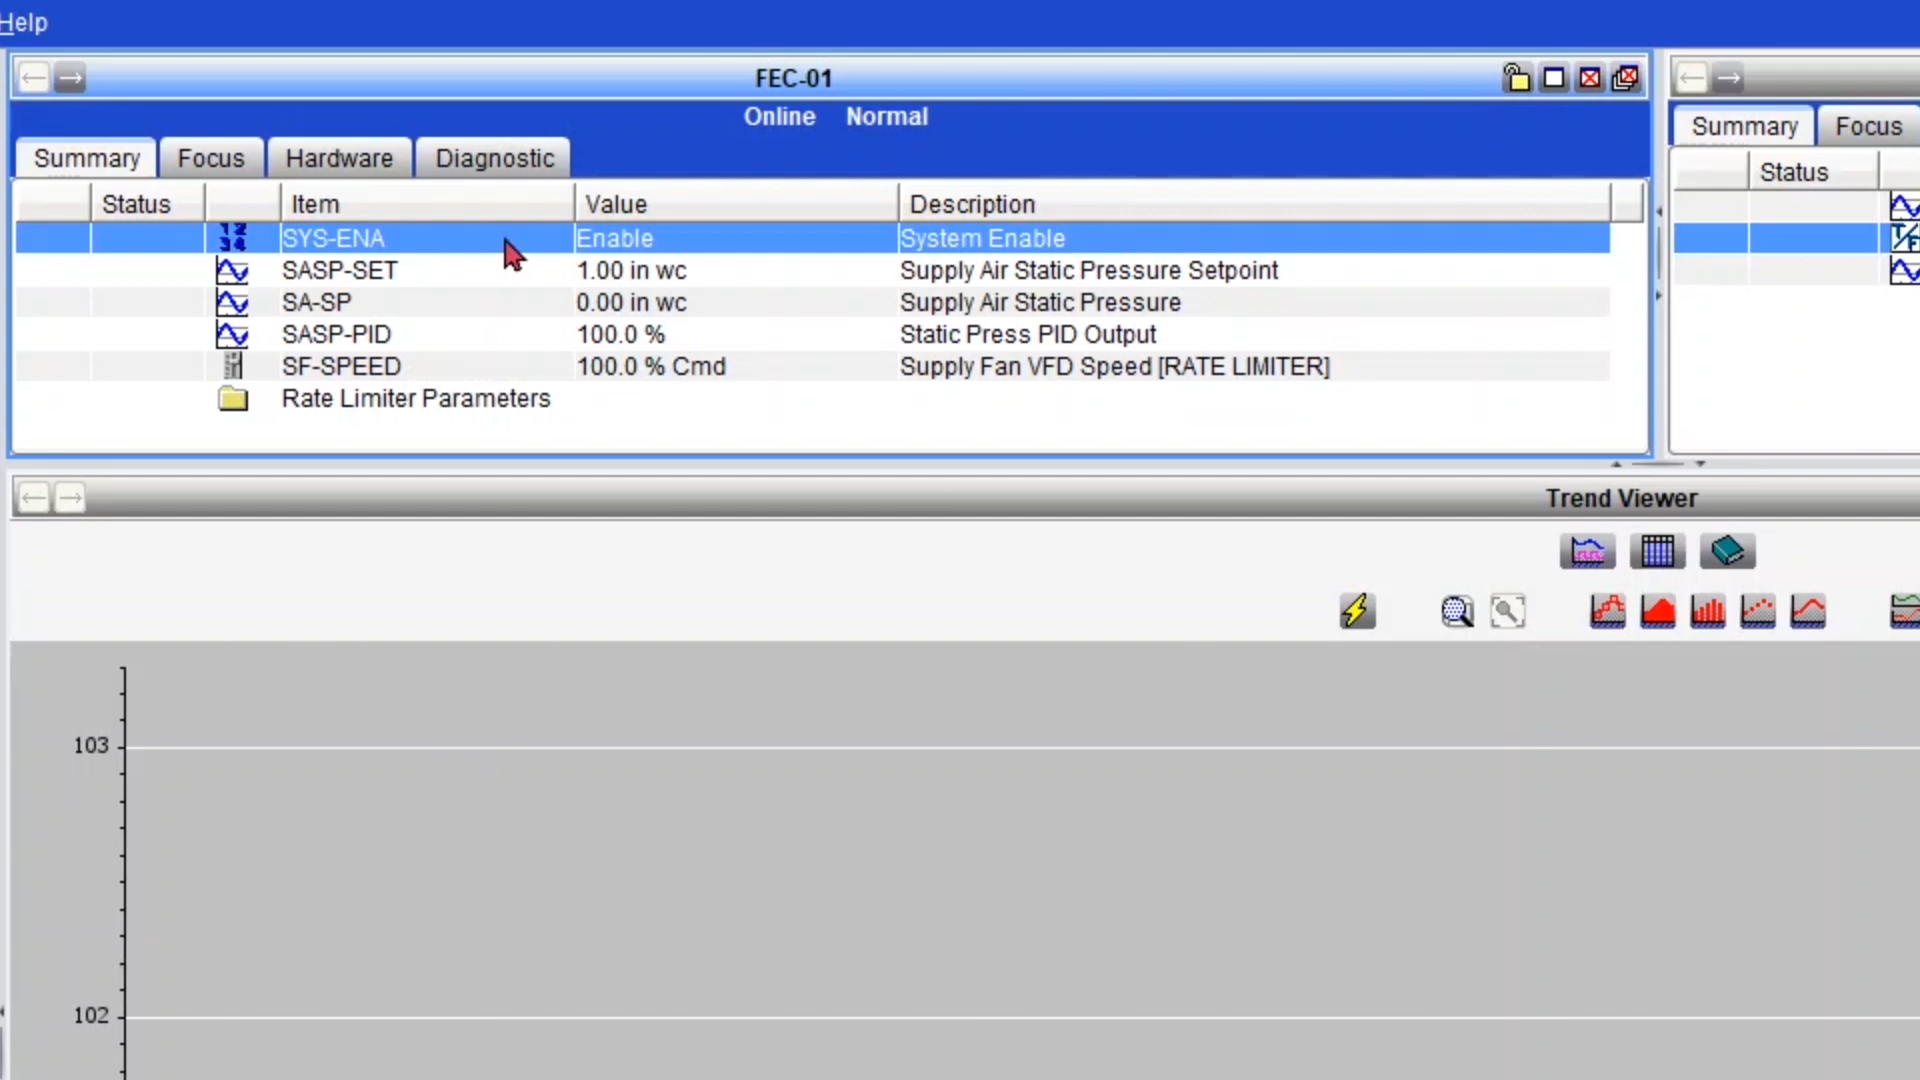 Help
FEC-01
Online Normal
Summary Focus Hardware Diagnostic
Status Item Value Description
12
34 SYS-ENA Enable System Enable
SASP-SET 1.00 in wc Supply Air Static Pressure Setpoint
SA-SP 0.00 in wc Supply Air Static Pressure
SASP-PID 100.0 % Static Press PID Output
SF-SPEED 100.0 % Cmd Supply Fan VFD Speed [RATE LIMITER]
Rate Limiter Parameters
Summary Focus
Status
T/F
Trend Viewer
103
102